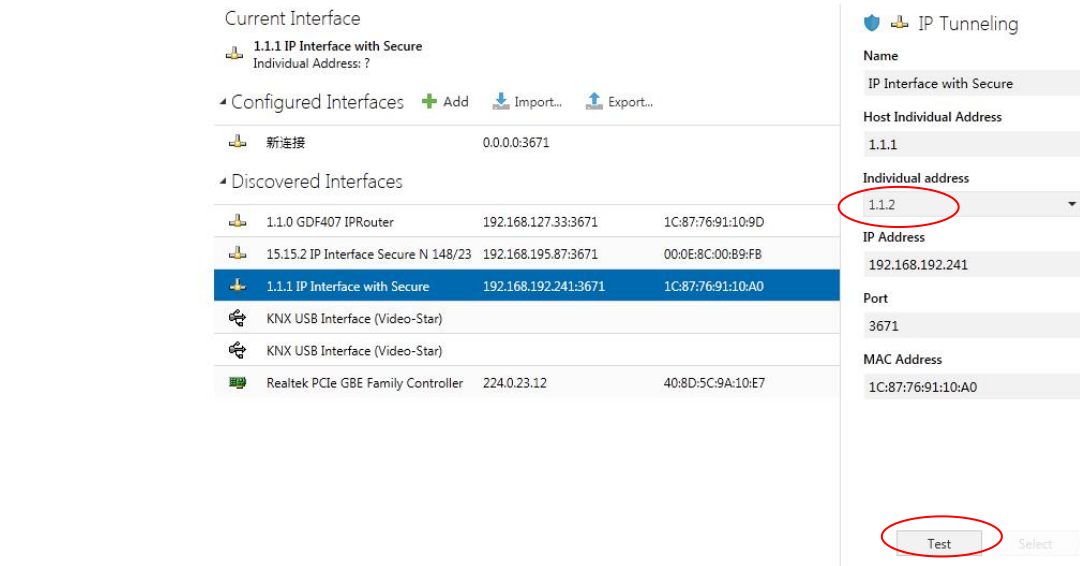 Current Interface
1.1.1 IP Interface with Secure
Individual Address: ?
Configured Interfaces Add Import... Export...
新连接 0.0.0.0:3671
Discovered Interfaces
1.1.0 GDF407 IPRouter 192.168.127.33:3671 1C:87:76:91:10:9D
15.15.2 IP Interface Secure N 148/23 192.168.195.87:3671 00:0E:8C:00:B9:FB
1.1.1 IP Interface with Secure 192.168.192.241:3671 1C:87:76:91:10:A0
KNX USB Interface (Video-Star)
KNX USB Interface (Video-Star)
Realtek PCIe GBE Family Controller 224.0.23.12 40:8D:5C:9A:10:E7
IP Tunneling
Name
IP Interface with Secure
Host Individual Address
1.1.1
Individual address
1.1.2
IP Address
192.168.192.241
Port
3671
MAC Address
1C:87:76:91:10:A0
Test Select